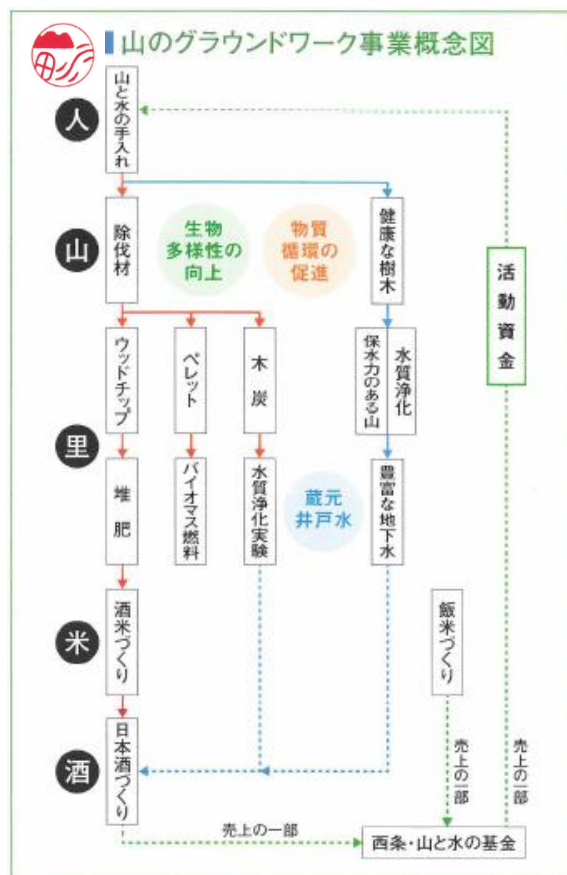 山のグラウンドワーク事業概念図
人
山と水の手入れ
山
除伐材
生物
多様性の
向上
物質
循環の
促進
健康な樹木
活動資金
里
ウッドチップ
ペレット
木炭
水質浄化
保水力のある山
堆肥
バイオマス燃料
水質浄化実験
蔵元
井戸水
豊富な地下水
米
酒米づくり
飯米づくり
酒
日本酒づくり
売上の一部
売上の一部
売上の一部
西条・山と水の基金